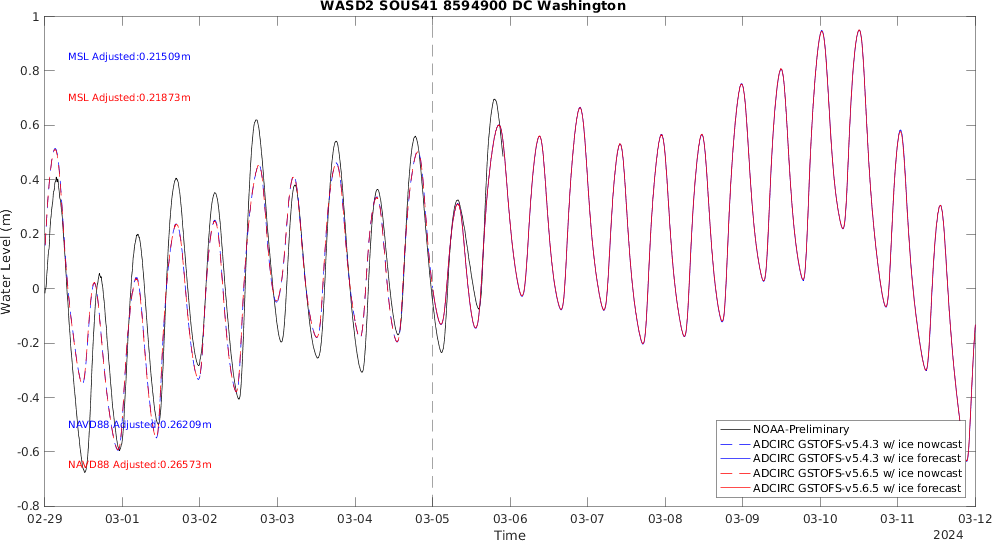 WASD2 SOUS41 8594900 DC Washington
1
0.8
0.6
0.4
0.2
0
-0.2
-0.4
-0.6
-0.8
Water Level (m)
MSL Adjusted:0.21509m
MSL Adjusted:0.21873m
NAVD88 Adjusted:0.26209m
NAVD88 Adjusted:0.26573m
NOAA-Preliminary
ADCIRC GSTOFS-v5.4.3 w/ ice nowcast
ADCIRC GSTOFS-v5.4.3 w/ ice forecast
ADCIRC GSTOFS-v5.6.5 w/ ice nowcast
ADCIRC GSTOFS-v5.6.5 w/ ice forecast
02-29 03-01 03-02 03-03 03-04 03-05 03-06 03-07 03-08 03-09 03-10 03-11 03-12
Time
2024